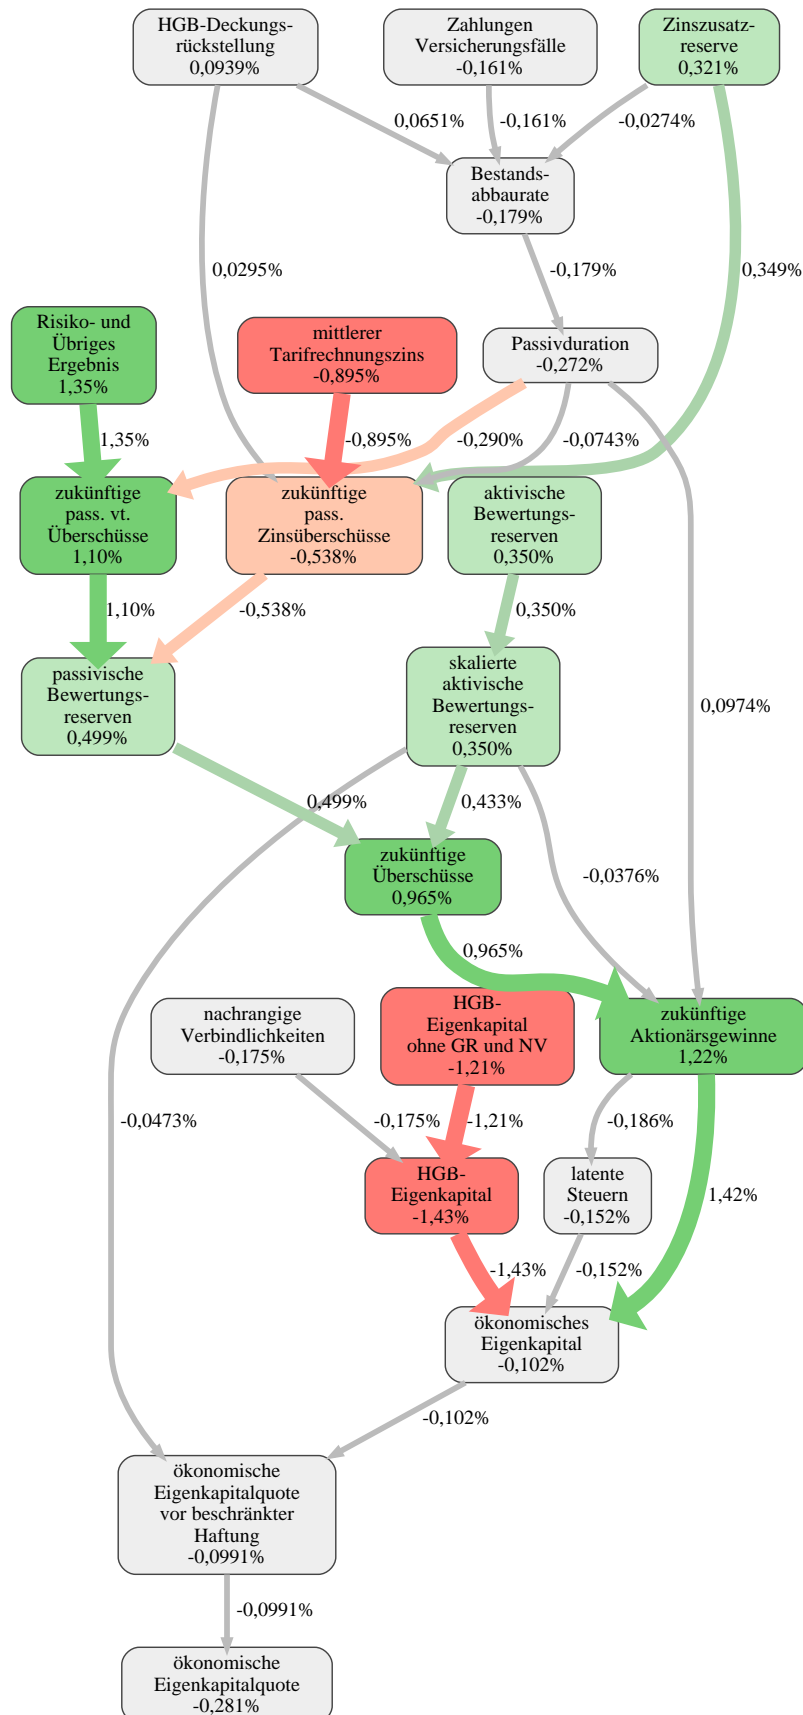 HGB-Deckungs-
rückstellung
0,0939%
Zahlungen
Versicherungsfälle
-0,161%
Zinszusatz-
reserve
0,321%
0,0651%
-0,161%
-0,0274%
Bestands-
abbaurate
-0,179%
0,0295%
-0,179%
0,349%
Risiko- und
Übriges
Ergebnis
1,35%
mittlerer
Tarifrechnungszins
-0,895%
Passivduration
-0,272%
1,35%
-0,895%
-0,290%
-0,0743%
zukünftige
pass. vt.
Überschüsse
1,10%
zukünftige
pass.
Zinsüberschüsse
-0,538%
aktivische
Bewertungs-
reserven
0,350%
1,10%
-0,538%
0,350%
passivische
Bewertungs-
reserven
0,499%
skalierte
aktivische
Bewertungs-
reserven
0,350%
0,0974%
0,499%
0,433%
zukünftige
Überschüsse
0,965%
-0,0376%
0,965%
nachrangige
Verbindlichkeiten
-0,175%
HGB-
Eigenkapital
ohne GR und NV
-1,21%
zukünftige
Aktionärsgewinne
1,22%
-0,0473%
-0,175%
-1,21%
-0,186%
1,42%
HGB-
Eigenkapital
-1,43%
latente
Steuern
-0,152%
-1,43%
-0,152%
ökonomisches
Eigenkapital
-0,102%
-0,102%
ökonomische
Eigenkapitalquote
vor beschränkter
Haftung
-0,0991%
-0,0991%
ökonomische
Eigenkapitalquote
-0,281%